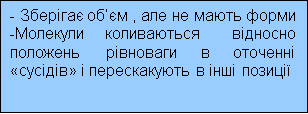 - Зберігає об’єм , але не мають форми
-Молекули коливаються відносно
положень рівноваги в оточенні
«сусідів» і перескакують в інші позиції